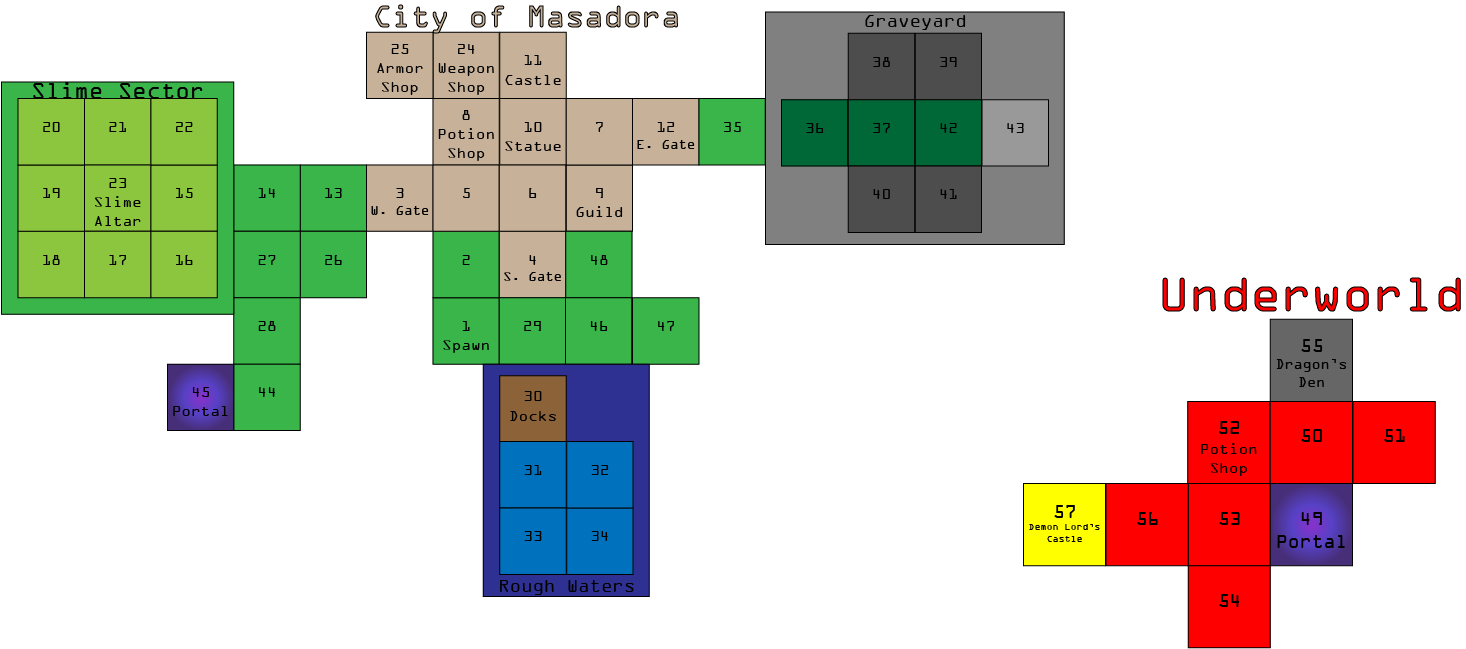 City of Masadora
Graveyard
25
Armor
Shop
24
Weapon
Shop
11
Castle
38
39
Slime Sector
20
21
22
8
Potion
Shop
10
Statue
7
12
E. Gate
35
36
37
42
43
19
23
Slime
Altar
15
14
13
3
W. Gate
5
6
9
Guild
40
41
18
17
16
27
26
2
4
S. Gate
48
28
1
Spawn
29
46
47
45
Portal
44
30
Docks
31
32
33
34
Rough Waters
Underworld
55
Dragon's
Den
52
Potion
Shop
50
51
57
Demon Lord's
Castle
56
53
49
Portal
54